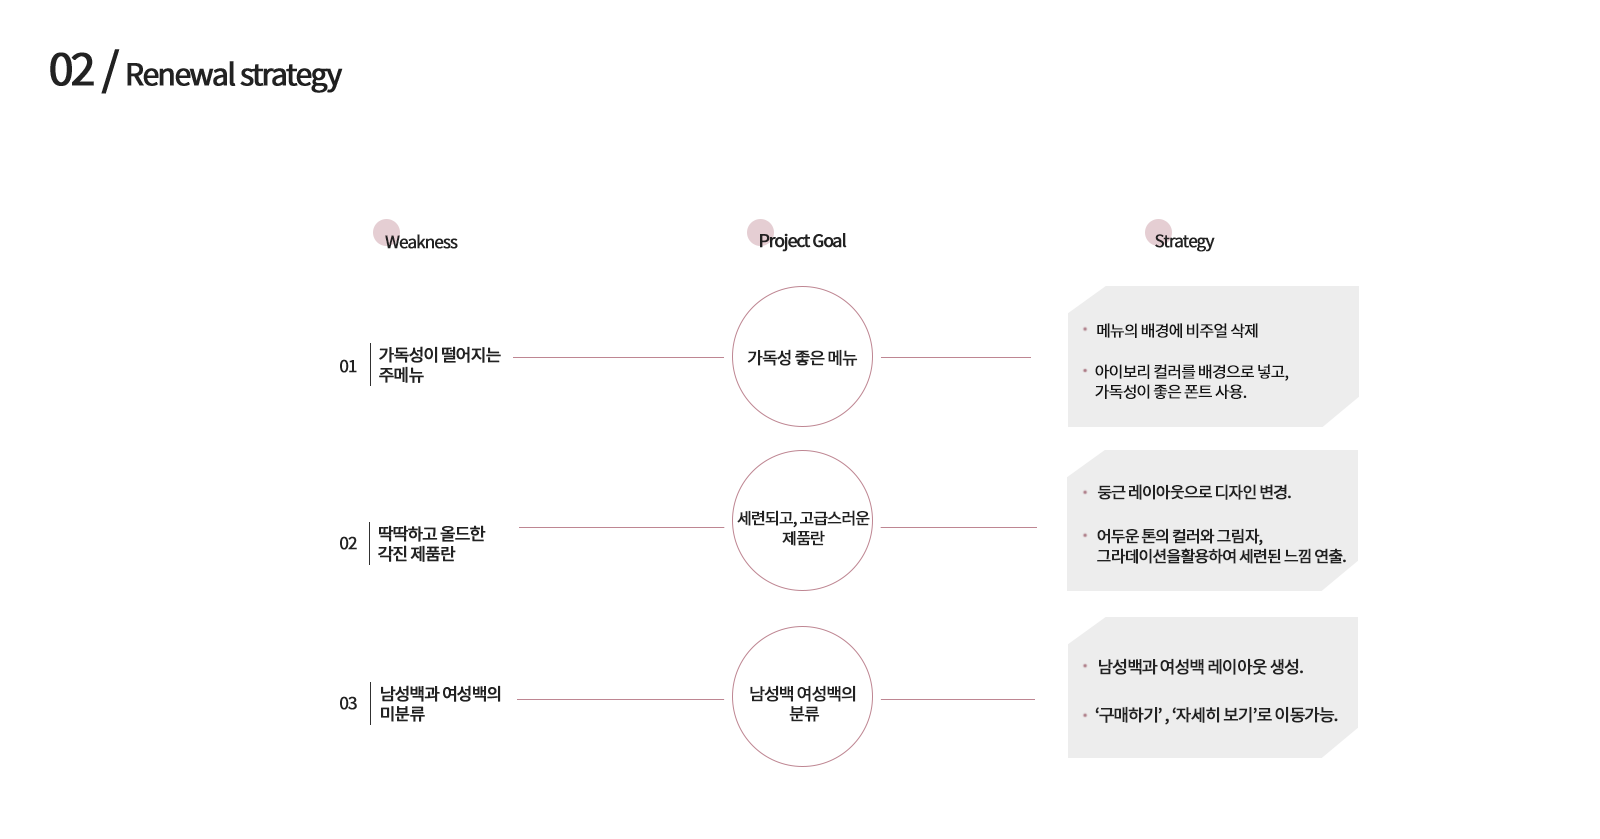 02 / Renewal strategy
Weakness
Project Goal
Strategy
01
가독성이 떨어지는
주메뉴
가독성 좋은 메뉴
• 메뉴의 배경에 비주얼 삭제
• 아이보리 컬러를 배경으로 넣고,
가독성이 좋은 폰트 사용.
02
딱딱하고 올드한
각진 제품란
세련되고, 고급스러운
제품란
• 둥근 레이아웃으로 디자인 변경.
• 어두운 톤의 컬러와 그림자,
그라데이션을활용하여 세련된 느낌 연출.
03
남성백과 여성백의
미분류
남성백 여성백의
분류
• 남성백과 여성백 레이아웃 생성.
• ‘구매하기’ , ‘자세히 보기’로 이동가능.